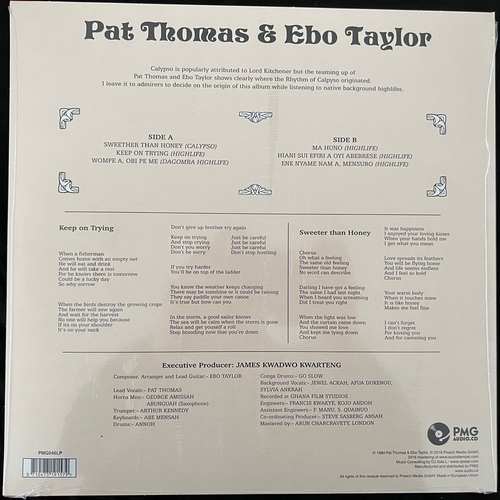 Pat Thomas & Ebo Taylor
Calypso is popularly attributed to Lord Kitchener but the teaming up of
Pat Thomas and Ebo Taylor shows clearly where the Rhythm of Calypso originated.
I leave it to admirers to decide on the origin of this album while listening to native background highlifes.
SIDE A
SWEETHER THAN HONEY (CALYPSO)
KEEP ON TRYING (HIGHLIFE)
WOMPE A, OBI PE ME (DAGOMBA HIGHLIFE)
SIDE B
MA HONO (HIGHLIFE)
HIANI SUI EFIRI A OYI ABEBRESE (HIGHLIFE)
ENE NYAME NAM A, MENSURO (HIGHLIFE)
Keep on Trying
When a fisherman
Comes home with an empty net
He will eat and drink
And he will take a rest
For he knows there is tomorrow
Could be a lucky day
So why sorrow
When the birds destroy the growing crops
The farmer will sow again
And wait for the harvest
No one will help you because
If its on your shoulder
It's on your neck
Don't give up brother try again
Keep on trying
And stop crying
Don't you worry
Don't be sorry
Just be careful
Just be careful
Just be careful
Don't stop hustling
If you try harder
You'll be on top of the ladder
You know the weather keeps changing
There may be sunshine or could be raining
They say paddle your own canoe
It's true but how can you
In the storm, a good sailor knows
The sea will be calm when the storm is gone
Relax and get yourself a roll
Stop brooding now that you're down
Sweeter than Honey
Chorus
Oh what a feeling
The same old feeling
Sweeter than honey
no word can describe
Darling I have got a feeling
The same I had last night
When I heard you screaming
Did I treat you right
When the light was low
And the curtain came down
You showed me love
And kept me going on
Chorus
It was happiness
I enjoyed your loving kisses
When your hands hold me
I get what you mean
Love spreads its feathers
You will be flying home
And life seems endless
And I feel so bold
Chorus
Your warm body
When it touches mine
It is like honey
Makes me feel fine
I can't forget
I don't regret
For kissing you
And for caressing you
Executive Producer: JAMES KWADWO KWARTENG
Composer, Arranger and Lead Guitar:- EBO TAYLOR
Lead Vocals:- PAT THOMAS
Horns Men:- GEORGE AMISSAH
ABUNGUAH (Saxophone)
Trumpet:- ARTHUR KENNEDY
Keyboards:- ABE MENSAH
Drums:- ANNOH
Conga Drums:- GO SLOW
Background Vocals:- JEWEL ACKAH, AFUA DUKEROU,
SYLVIA ANKRAH
Recorded at GHANA FILM STUDIOS
Engineers:- FRANCIS KWAKYE, KOJO ANDOH
Assistant Engineers:- F. MANU, S. QUAINUO
Co-ordinating Producer:- STEVE SASBERG ANSAH
Mastered by:- ARUN CHAKRAVERTY LONDON
PMG046LP
PMG
AUDIO.CD